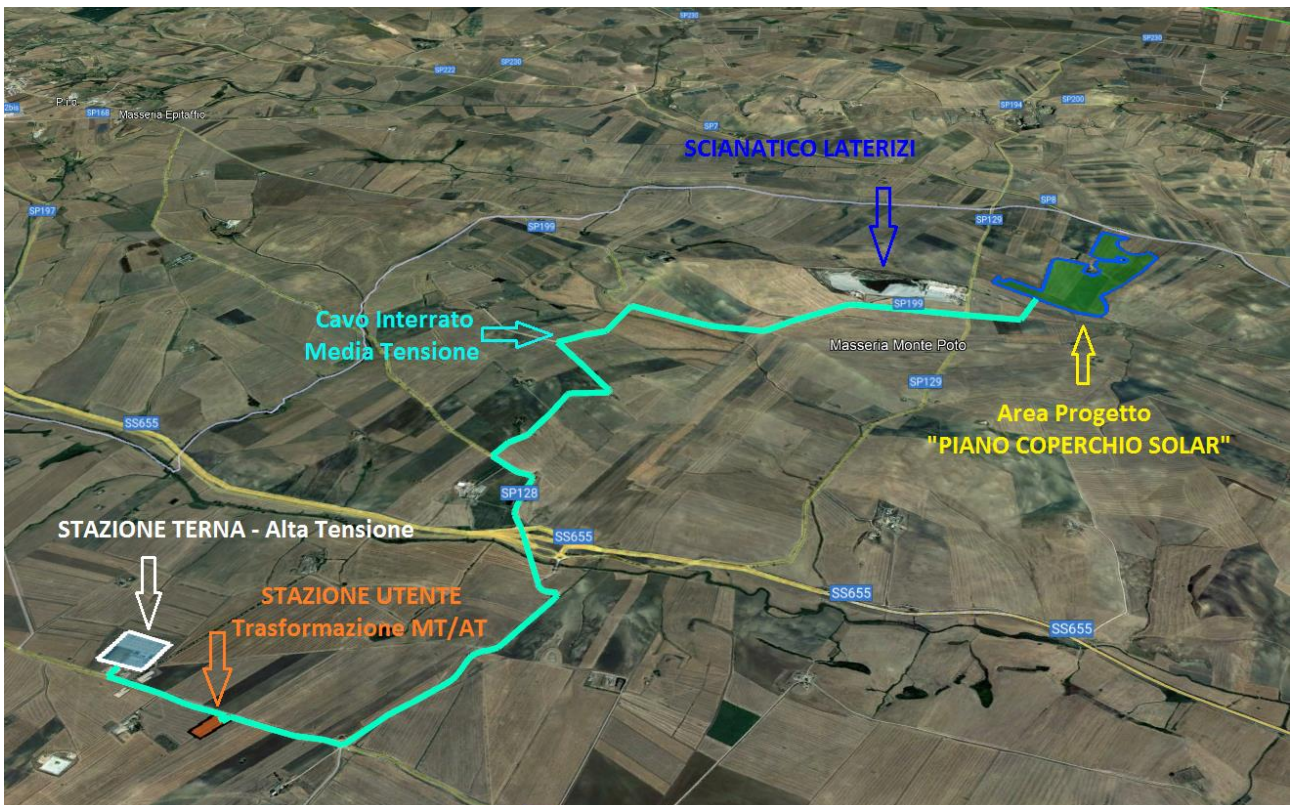 SP230
SP230
SP222
SP230
P.r.d.
SP168
Masseria Epitaffio
SP194
SP200
SP7
SCIANATICO LATERIZI
SP197
SP199
SP129
SP8
SP199
Cavo Interrato
Media Tensione
Masseria Monte Poto
SP129
Area Progetto
"PIANO COPERCHIO SOLAR"
SS655
SP128
STAZIONE TERNA - Alta Tensione
SS655
STAZIONE UTENTE
Trasformazione MT/AT
SS655
SS655